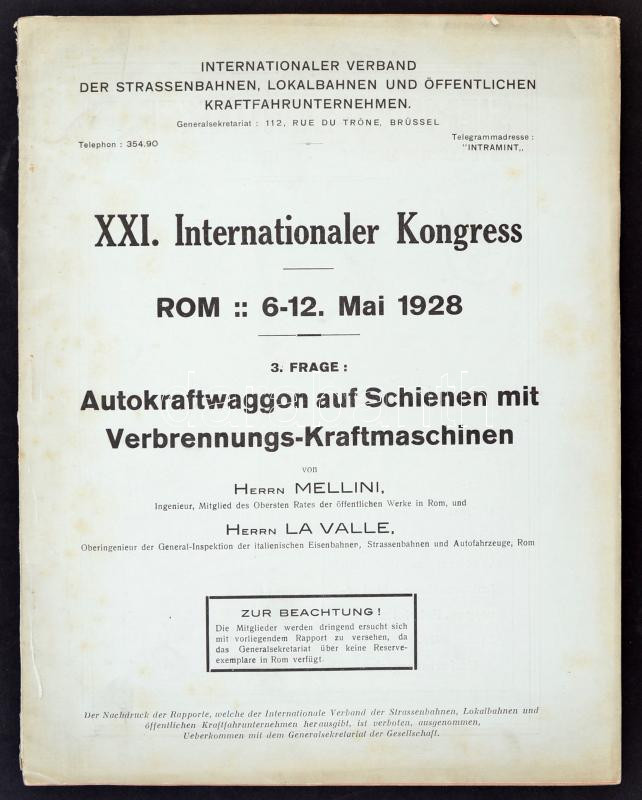 INTERNATIONALER VERBAND
DER STRASSENBAHNEN, LOKALBAHNEN UND ÖFFENTLICHEN
KRAFTFAHRUNTERNEHMEN.
Generalsekretariat : 112, RUE DU TRÔNE, BRÜSSEL
Telephon : 354.90
Telegrammadresse :
"INTRAMINT„
XXI. Internationaler Kongress
ROM :: 6-12. Mai 1928
3. FRAGE :
Autokraftwaggon auf Schienen mit
Verbrennungs-Kraftmaschinen
von
HERRN MELLINI,
Ingenieur, Mitglied des Obersten Rates der öffentlichen Werke in Rom, und
HERRN LA VALLE,
Oberingenieur der General-Inspektion der italienischen Eisenbahnen, Strassenbahnen und Autofahrzeuge, Rom
ZUR BEACHTUNG !
Die Mitglieder werden dringend ersucht sich
mit vorliegendem Rapport zu versehen, da
das Generalsekretariat über keine Reserve-
exemplare in Rom verfügt.
Der Nachdruck der Rapporte, welche der Internationale Verband der Strassenbahnen, Lokalbahnen und
öffentlichen Kraftfahrunternehmen herausgibt, ist verboten, ausgenommen,
Ueberkommen mit dem Generalsekretariat der Gesellschaft.